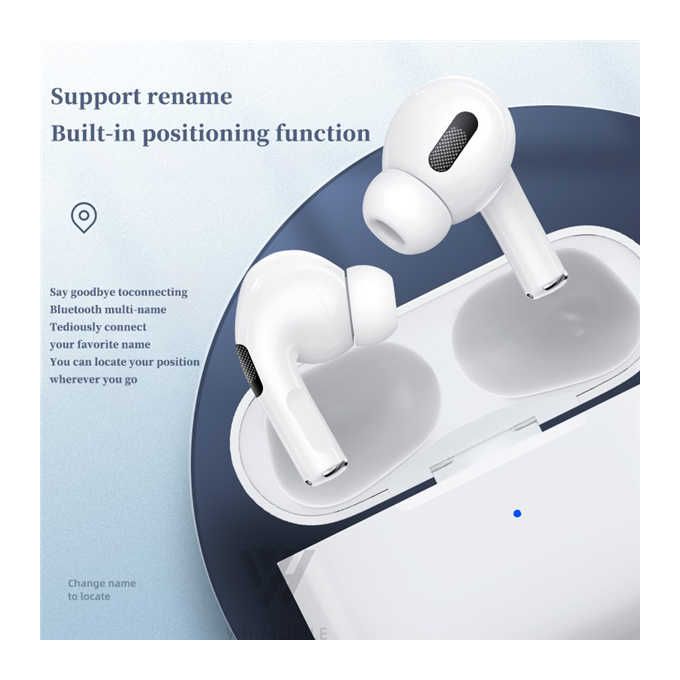 Support rename
Built-in positioning function
Say goodbye toconnecting
Bluetooth multi-name
Tediously connect
your favorite name
You can locate your position
wherever you go
Change name
to locate